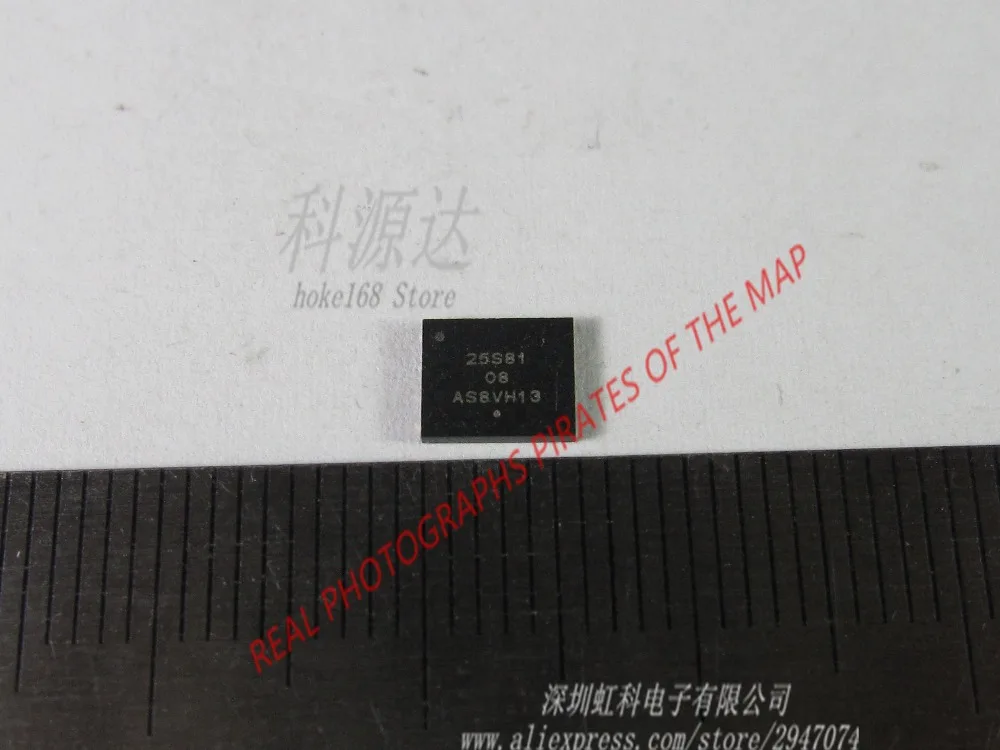 科源达
hoke168 Store
25S81
08
AS8VH13
REAL PHOTOGRAPHS PIRATES OF THE MAP
深圳虹科电子有限公司
www.aliexpress.com/store/2947074